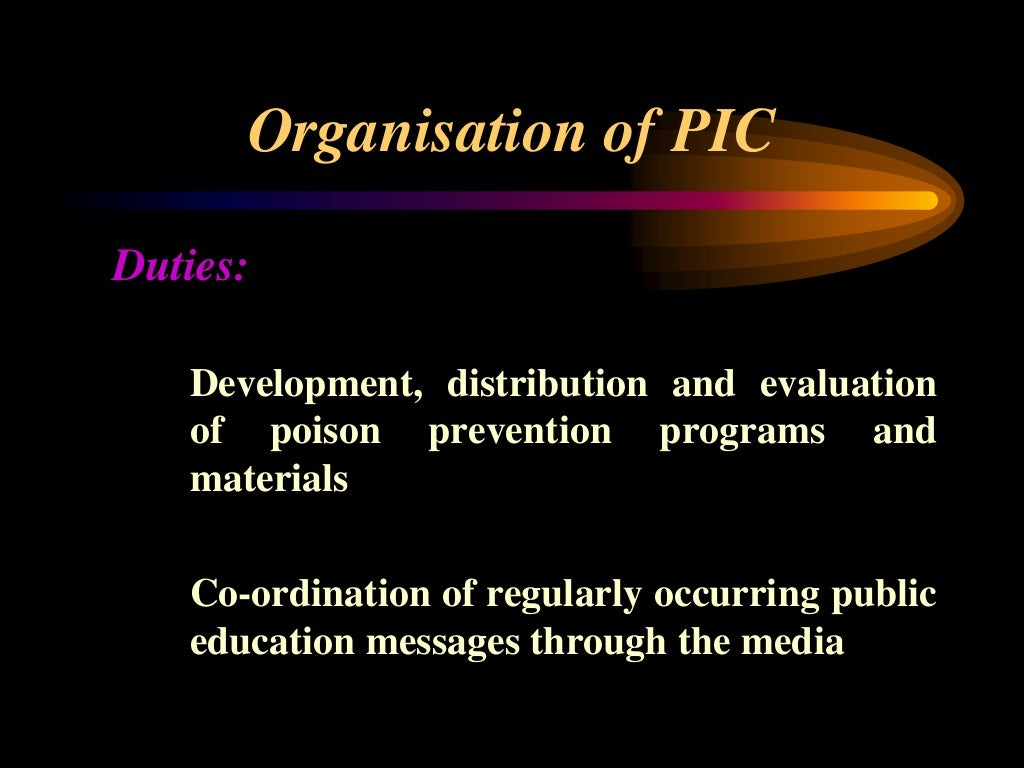 Organisation of PIC
Duties:
Development, distribution and evaluation
of poison prevention programs and
materials
Co-ordination of regularly occurring public
education messages through the media